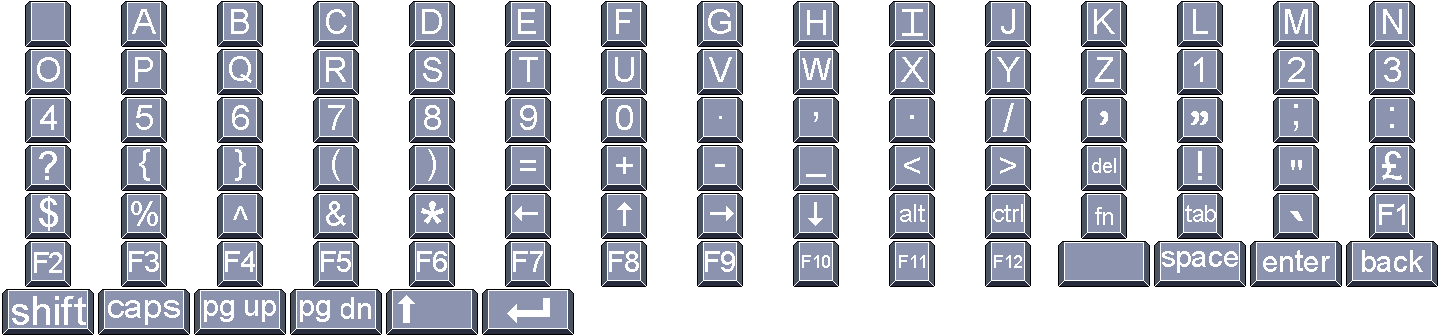 A B C D E F G H I J K L M N
O P Q R S T U V W X Y Z 1 2 3
4 5 6 7 8 9 0 · , · / ❜ ❞ ; :
? { } ( ) = + - _ < > del ! " £
$ % ^ & * ← ↑ → ↓ alt ctrl fn tab ` F1
F2 F3 F4 F5 F6 F7 F8 F9 F10 F11 F12 space enter back
shift caps pg up pg dn ↑ ↵